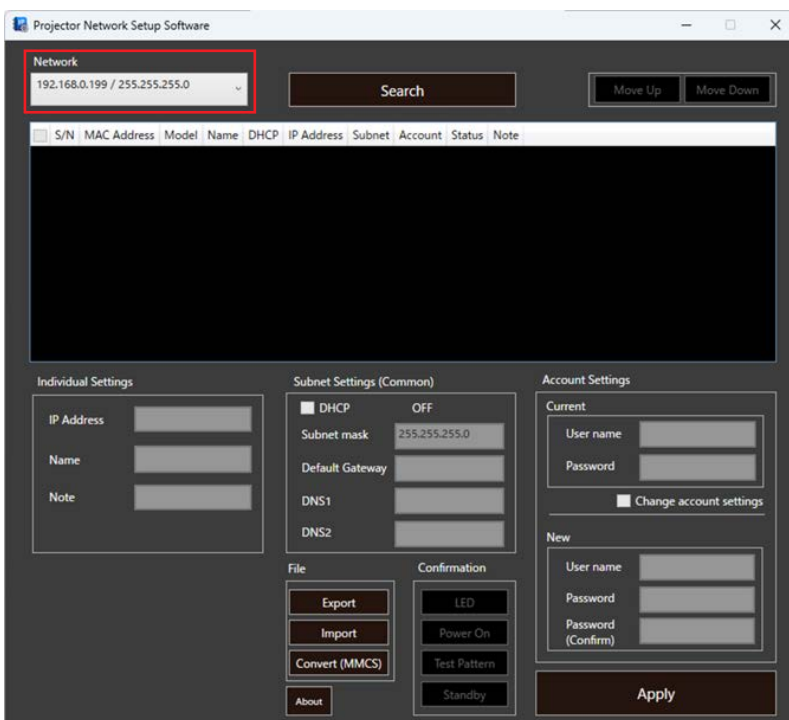 Projector Network Setup Software
Network
192.168.0.199 / 255.255.255.0
Search
Move Up
Move Down
S/N MAC Address Model Name DHCP IP Address Subnet Account Status Note
Individual Settings
IP Address
Name
Note
Subnet Settings (Common)
DHCP OFF
Subnet mask 255.255.255.0
Default Gateway
DNS1
DNS2
Account Settings
Current
User name
Password
Change account settings
New
User name
Password
Password
(Confirm)
File
Export
Import
Convert (MMCS)
About
Confirmation
LED
Power On
Test Pattern
Standby
Apply